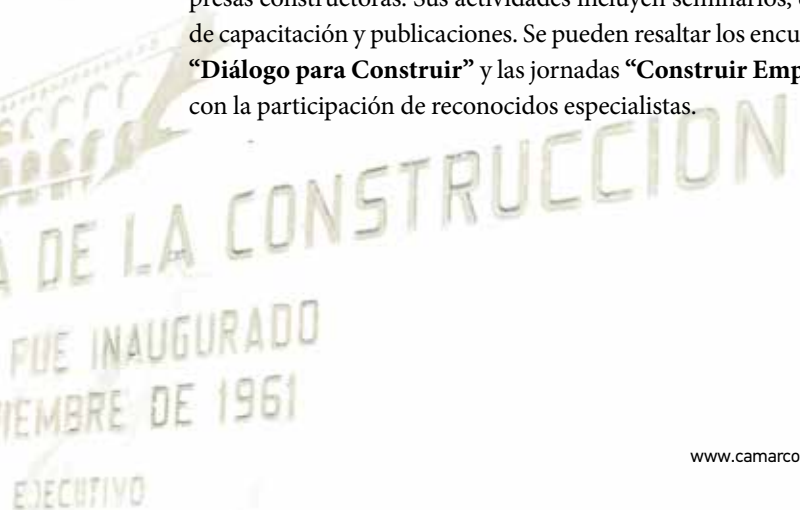 presas constructoras. Sus actividades incluyen seminarios,
de capacitación y publicaciones. Se pueden resaltar los encu
“Diálogo para Construir” y las jornadas “Construir Emp
con la participación de reconocidos especialistas.
A DE LA CONSTRUCCION
FUE INAUGURADO
VIEMBRE DE 1961
EJECUTIVO
www.camarco